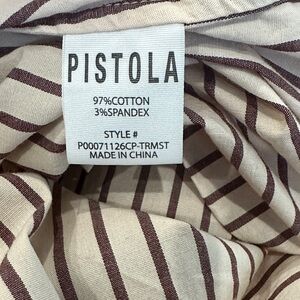 PISTOLA
97%COTTON
3%SPANDEX
STYLE #
P00071126CP-TRMST
MADE IN CHINA